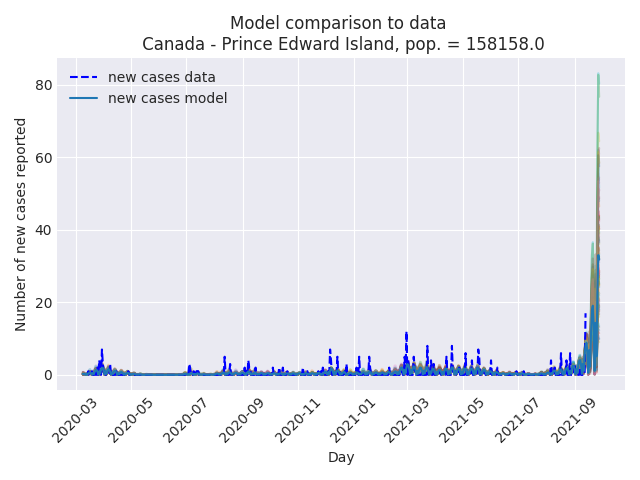 Model comparison to data
Canada - Prince Edward Island, pop. = 158158.0
new cases data
new cases model
Number of new cases reported
80
60
40
20
0
2020-03
2020-05
2020-07
2020-09
2020-11
2021-01
2021-03
2021-05
2021-07
2021-09
Day